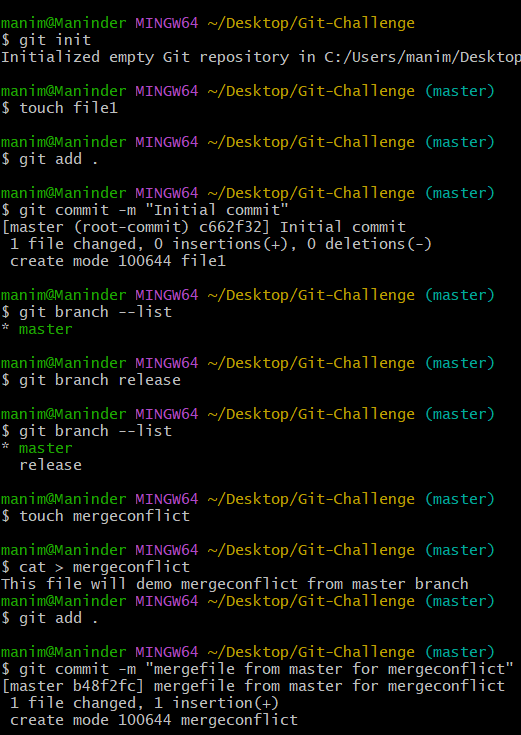 manim@Maninder MINGW64 ~/Desktop/Git-Challenge
$ git init
Initialized empty Git repository in C:/Users/manim/Desktop
manim@Maninder MINGW64 ~/Desktop/Git-Challenge (master)
$ touch file1
manim@Maninder MINGW64 ~/Desktop/Git-Challenge (master)
$ git add .
manim@Maninder MINGW64 ~/Desktop/Git-Challenge (master)
$ git commit -m "Initial commit"
[master (root-commit) c662f32] Initial commit
 1 file changed, 0 insertions(+), 0 deletions(-)
 create mode 100644 file1
manim@Maninder MINGW64 ~/Desktop/Git-Challenge (master)
$ git branch --list
* master
manim@Maninder MINGW64 ~/Desktop/Git-Challenge (master)
$ git branch release
manim@Maninder MINGW64 ~/Desktop/Git-Challenge (master)
$ git branch --list
* master
  release
manim@Maninder MINGW64 ~/Desktop/Git-Challenge (master)
$ touch mergeconflict
manim@Maninder MINGW64 ~/Desktop/Git-Challenge (master)
$ cat > mergeconflict
This file will demo mergeconflict from master branch
manim@Maninder MINGW64 ~/Desktop/Git-Challenge (master)
$ git add .
manim@Maninder MINGW64 ~/Desktop/Git-Challenge (master)
$ git commit -m "mergefile from master for mergeconflict"
[master b48f2fc] mergefile from master for mergeconflict
 1 file changed, 1 insertion(+)
 create mode 100644 mergeconflict